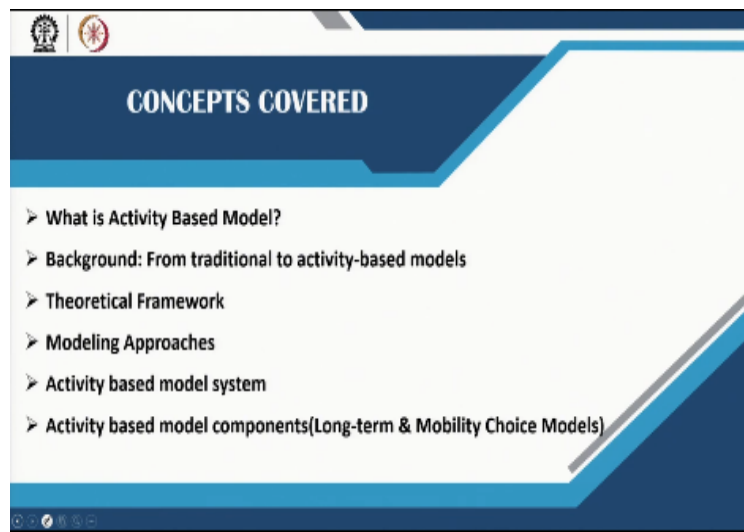 CONCEPTS COVERED
➢ What is Activity Based Model?
➢ Background: From traditional to activity-based models
➢ Theoretical Framework
➢ Modeling Approaches
➢ Activity based model system
➢ Activity based model components(Long-term & Mobility Choice Models)